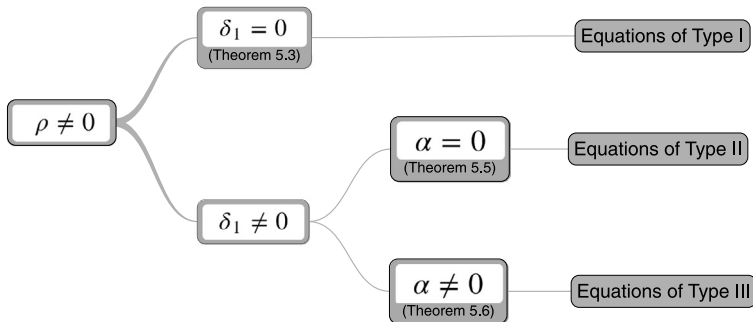 δ₁ = 0
(Theorem 5.3)
Equations of Type I
ρ ≠ 0
α = 0
(Theorem 5.5)
Equations of Type II
δ₁ ≠ 0
α ≠ 0
(Theorem 5.6)
Equations of Type III